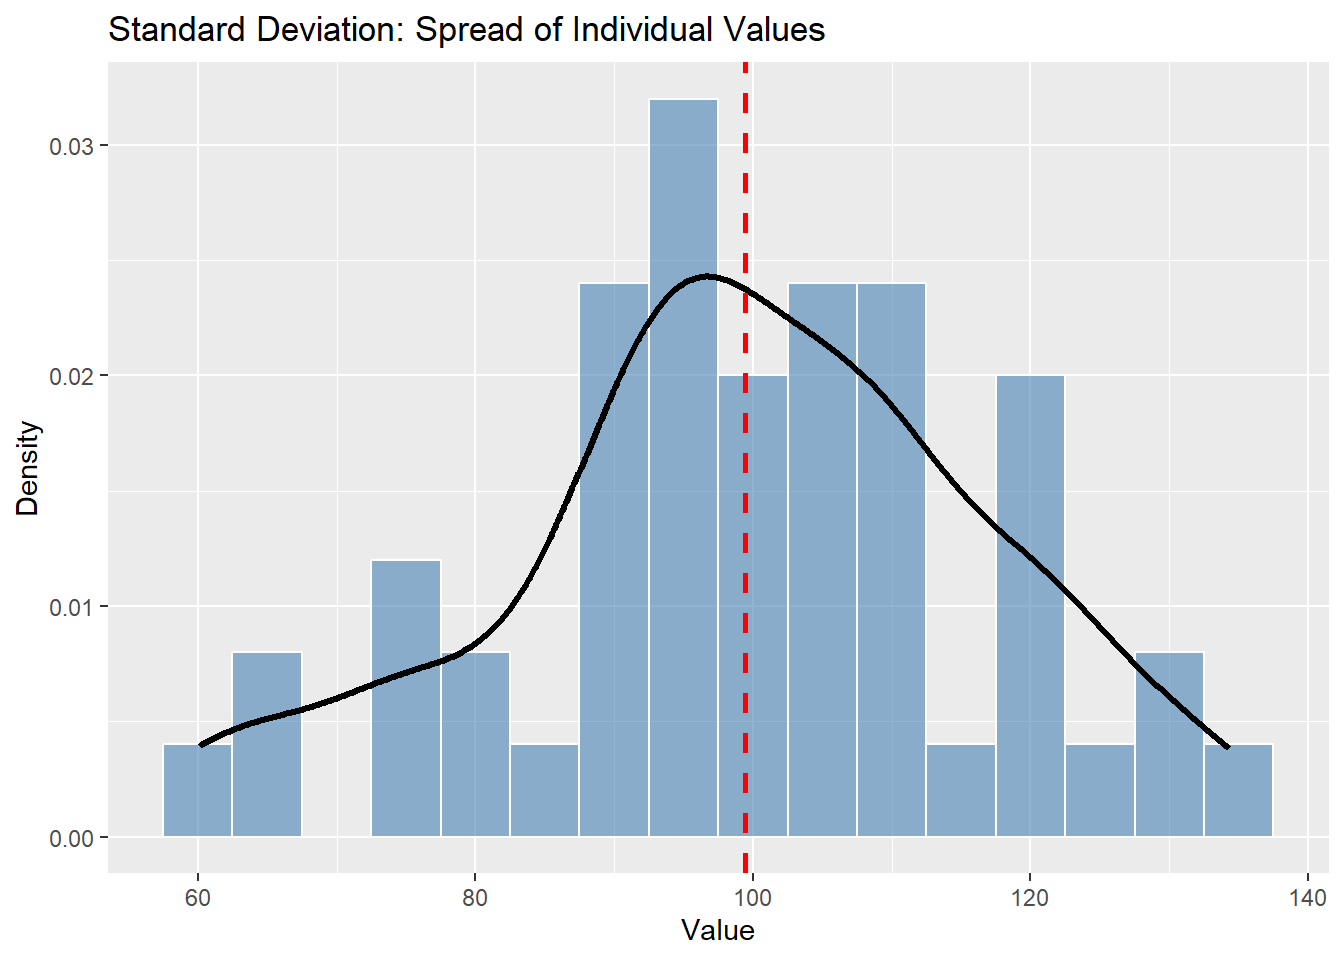 Standard Deviation: Spread of Individual Values
0.03
0.02
0.01
0.00
Density
60 80 100 120 140
Value